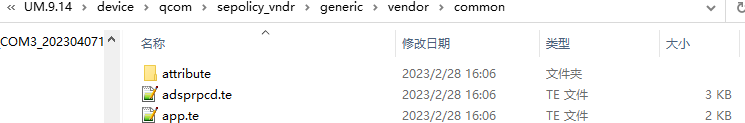 UM.9.14 > device > qcom > sepolicy_vndr > generic > vendor > common
_COM3_202304071
名称 修改日期 类型 大小
attribute 2023/2/28 16:06 文件夹
adsprpcd.te 2023/2/28 16:06 TE 文件 3 KB
app.te 2023/2/28 16:06 TE 文件 2 KB